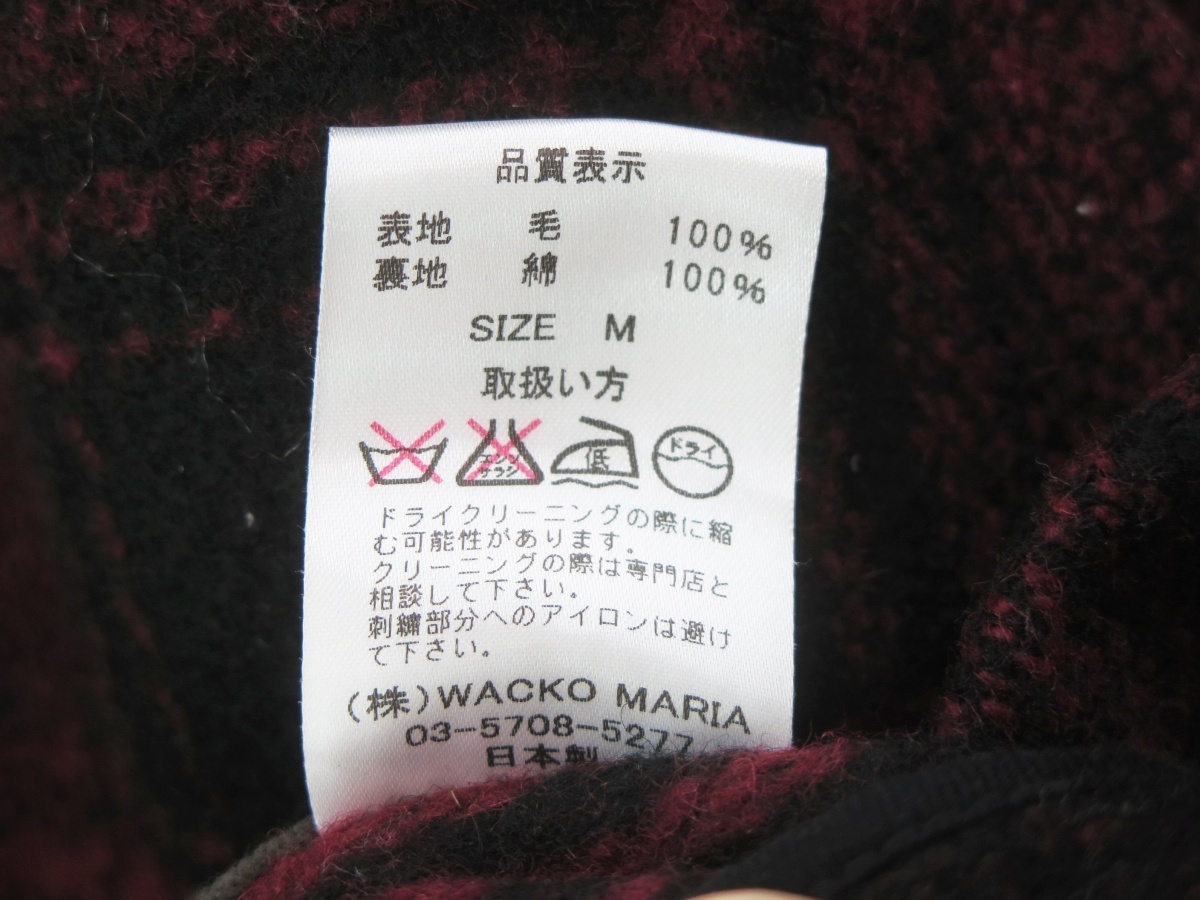 品質表示
表地 毛 100%
裏地 綿 100%
SIZE M
取扱い方
エンソ
サラシ
低
ドライ
ドライクリーニングの際に縮
む可能性があります。
クリーニングの際は専門店と
相談して下さい。
刺繍部分へのアイロンは避け
て下さい。
(株)WACKO MARIA
03-5708-5277
日本製